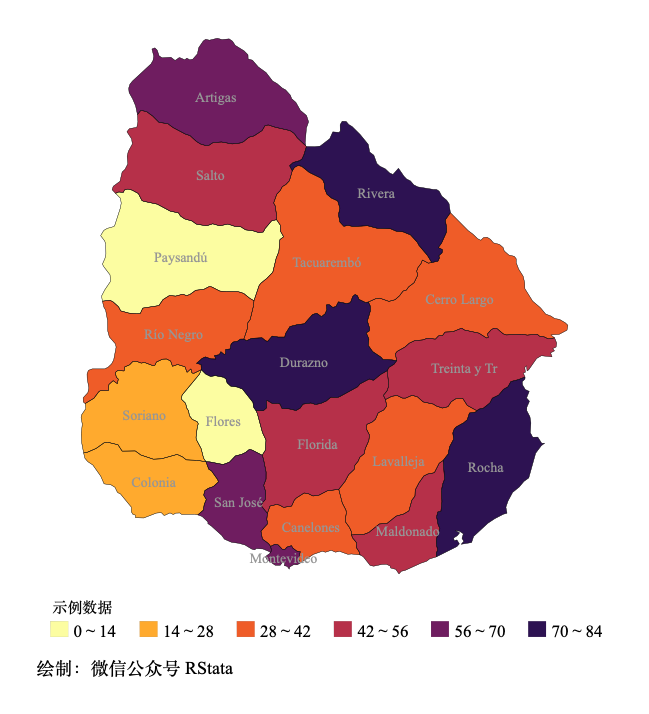 Artigas
Salto
Rivera
Paysandú
Tacuarembó
Cerro Largo
Río Negro
Durazno
Treinta y Tr
Soriano
Flores
Florida
Lavalleja
Rocha
Colonia
San José
Canelones
Maldonado
Montevideo
示例数据
0 ~ 14 14 ~ 28 28 ~ 42 42 ~ 56 56 ~ 70 70 ~ 84
绘制：微信公众号 RStata